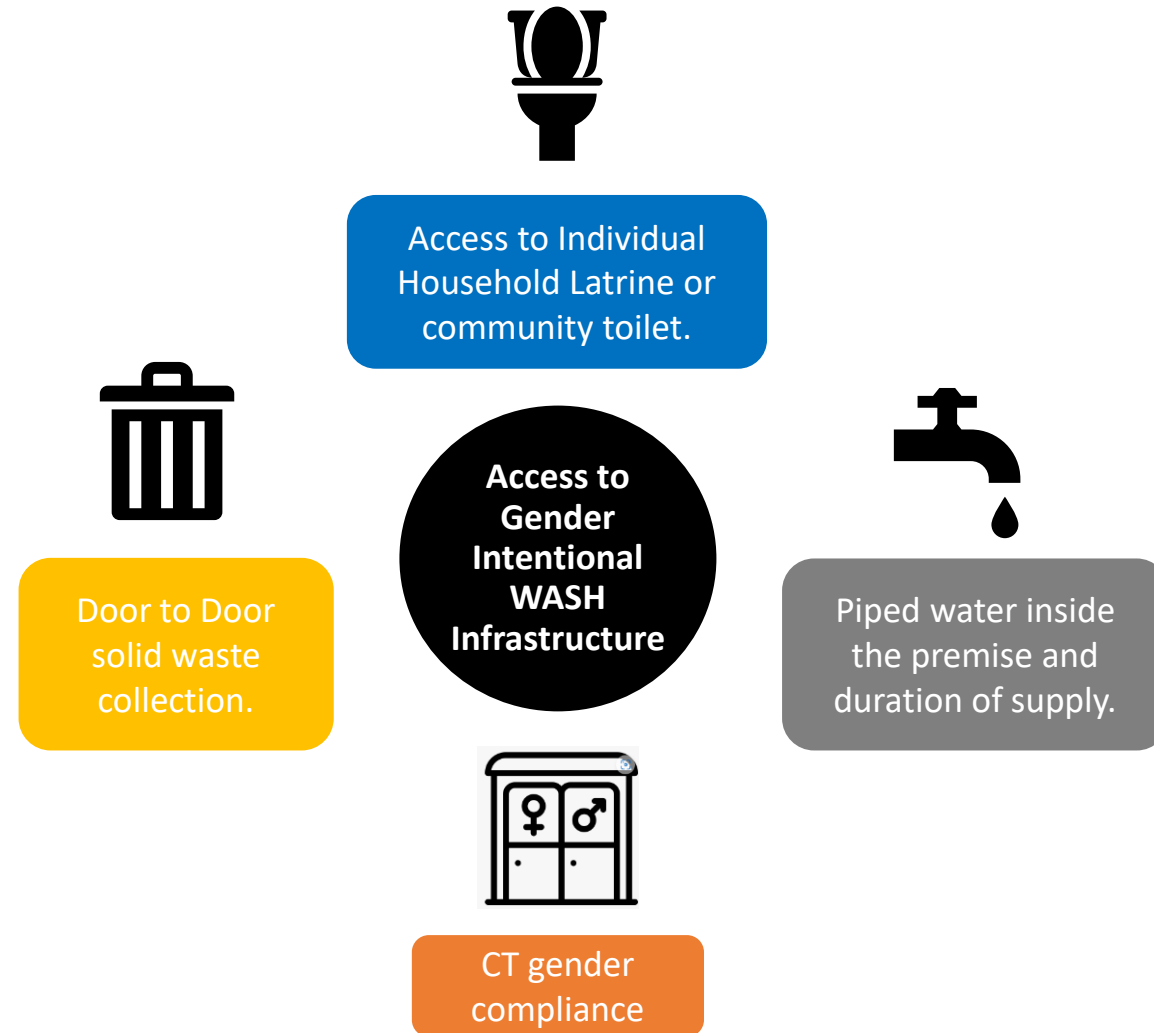 Access to Individual
Household Latrine or
community toilet.
Access to
Gender
Intentional
WASH
Infrastructure
Door to Door
solid waste
collection.
Piped water inside
the premise and
duration of supply.
CT gender
compliance